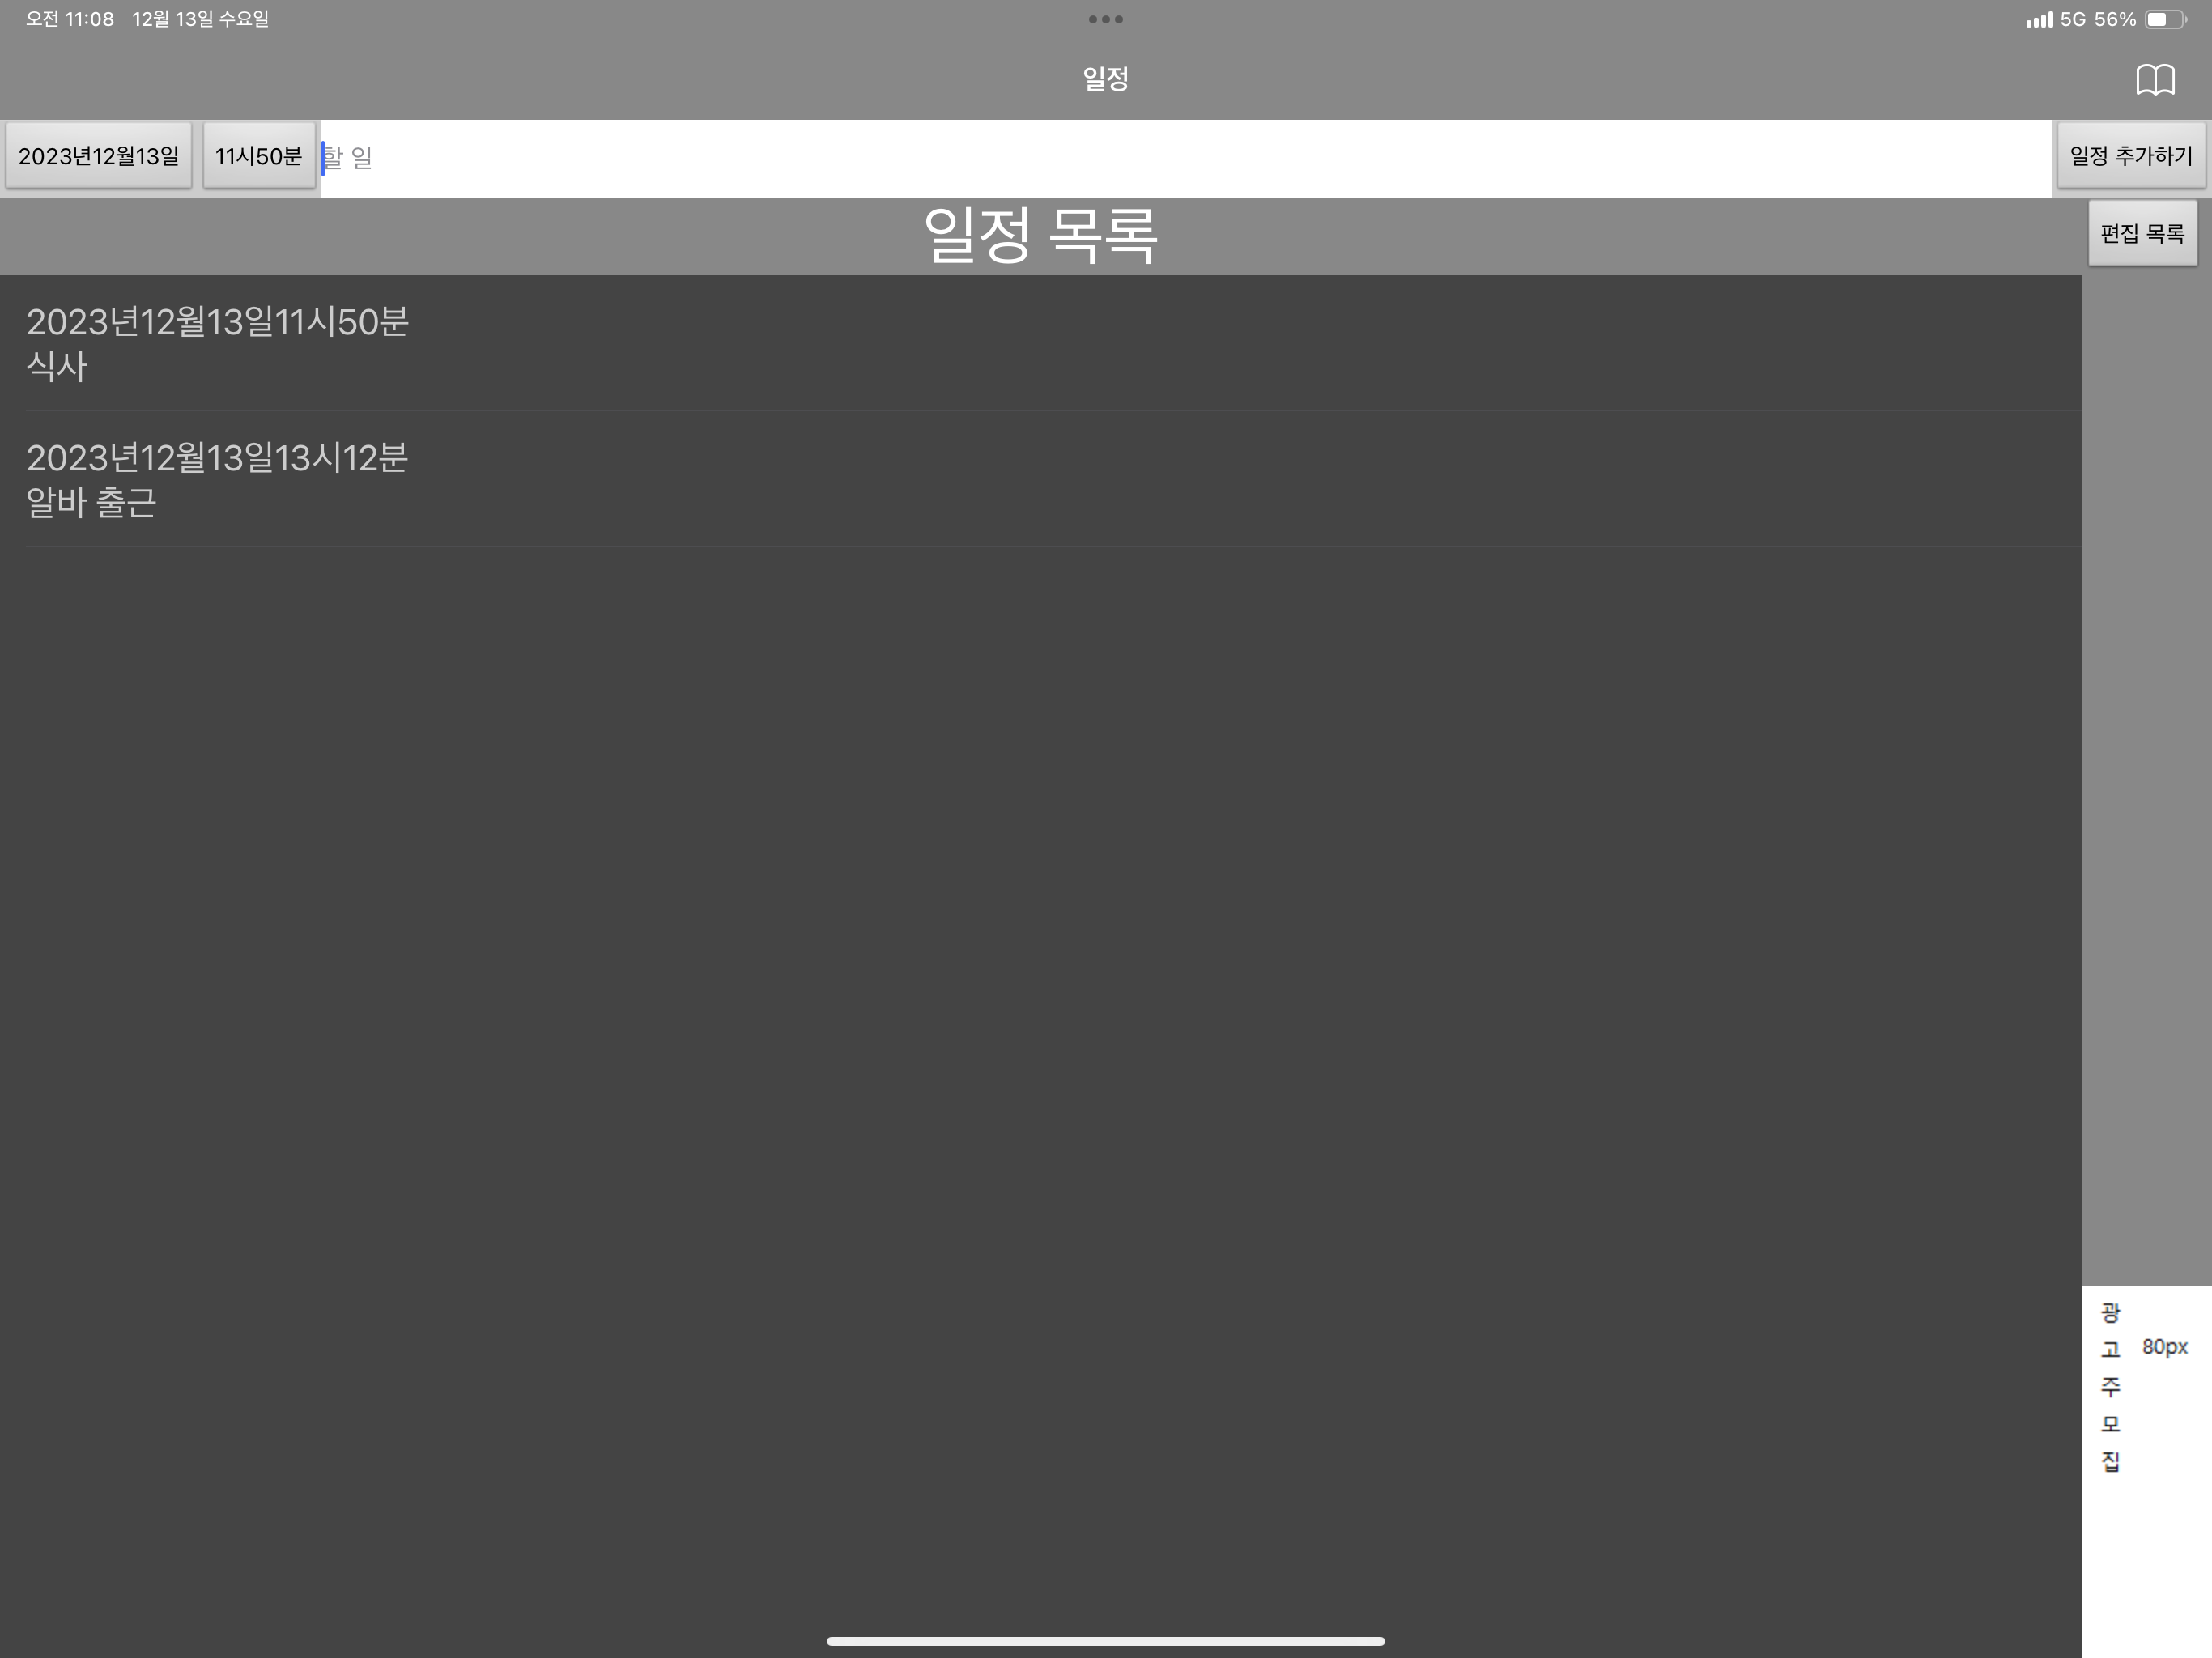 오전 11:08 12월 13일 수요일
5G 56%
일정
2023년12월13일 11시50분 할 일 일정 추가하기
일정 목록 편집 목록
2023년12월13일11시50분
식사
2023년12월13일13시12분
알바 출근
광
고 80px
주
모
집